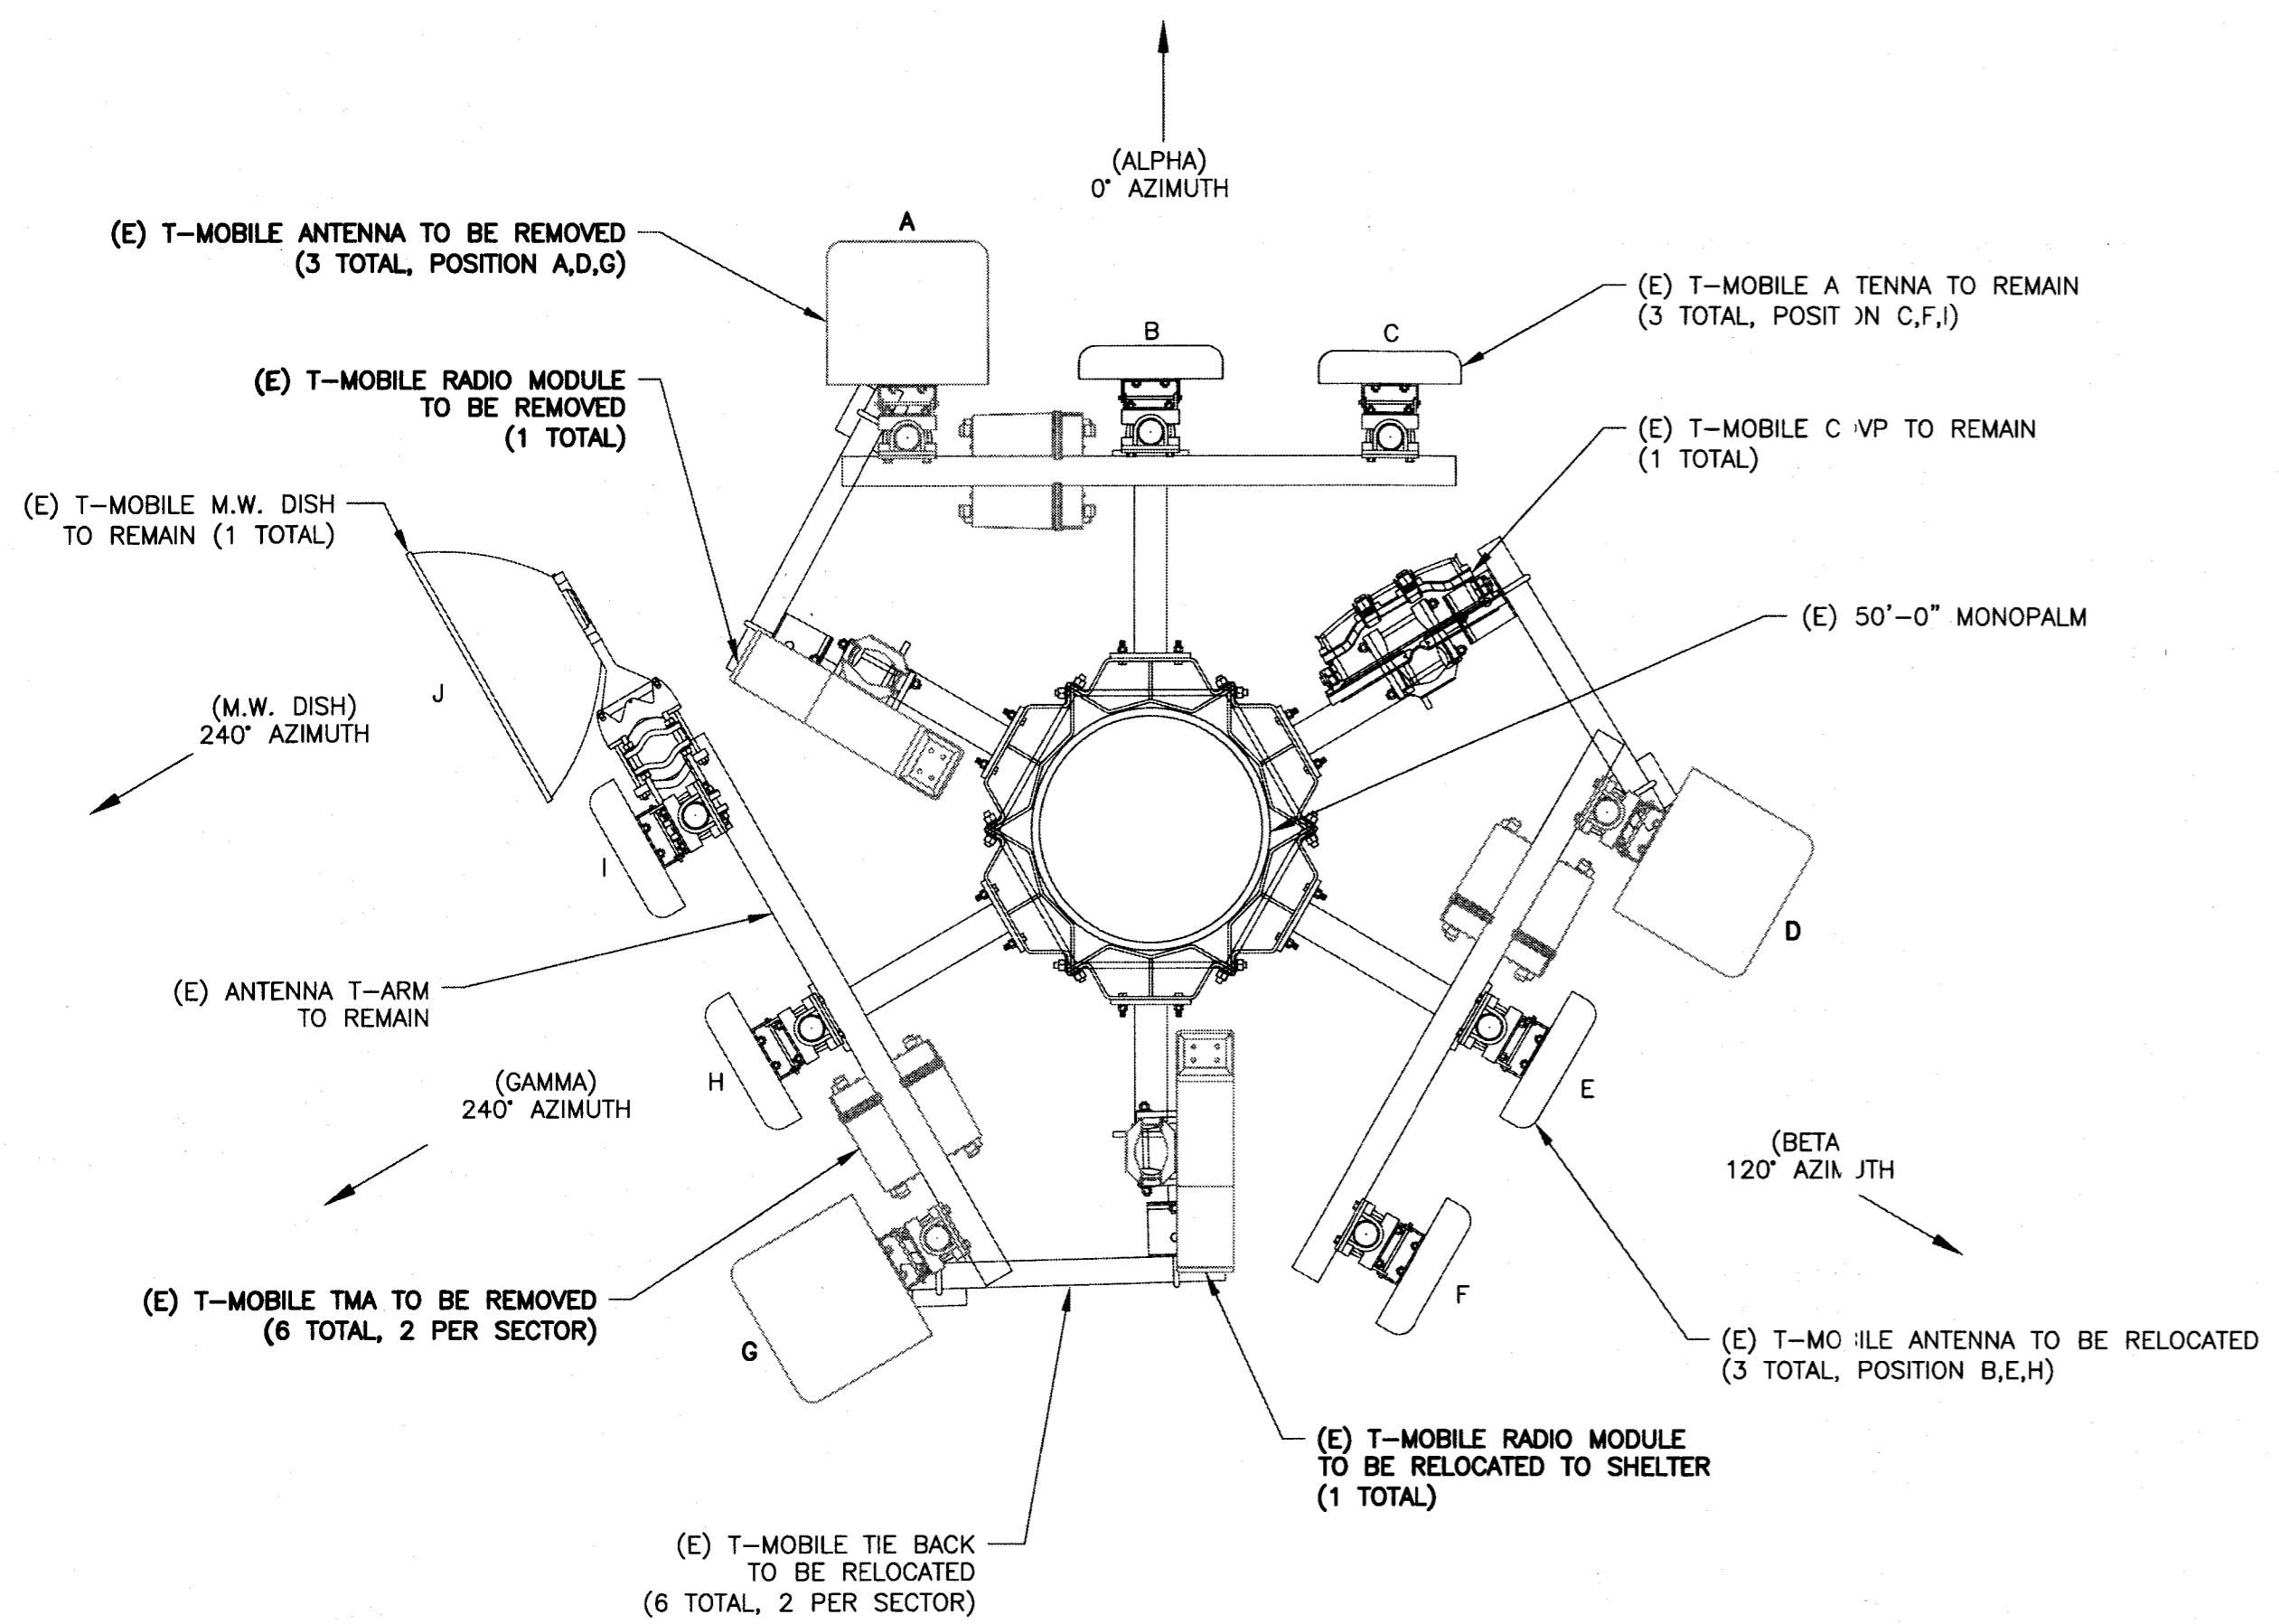 (ALPHA)
0° AZIMUTH
A
(E) T-MOBILE ANTENNA TO BE REMOVED
(3 TOTAL, POSITION A,D,G)
(E) T-MOBILE A TENNA TO REMAIN
(3 TOTAL, POSIT N C,F,I)
B
C
(E) T-MOBILE RADIO MODULE
TO BE REMOVED
(1 TOTAL)
(E) T-MOBILE C VP TO REMAIN
(1 TOTAL)
(E) T-MOBILE M.W. DISH
TO REMAIN (1 TOTAL)
(E) 50'-0" MONOPALM
J
(M.W. DISH)
240° AZIMUTH
I
D
(E) ANTENNA T-ARM
TO REMAIN
H
(GAMMA)
240° AZIMUTH
E
(BETA
120° AZIM JTH
F
(E) T-MOBILE TMA TO BE REMOVED
(6 TOTAL, 2 PER SECTOR)
G
(E) T-MO ILE ANTENNA TO BE RELOCATED
(3 TOTAL, POSITION B,E,H)
(E) T-MOBILE RADIO MODULE
TO BE RELOCATED TO SHELTER
(1 TOTAL)
(E) T-MOBILE TIE BACK
TO BE RELOCATED
(6 TOTAL, 2 PER SECTOR)